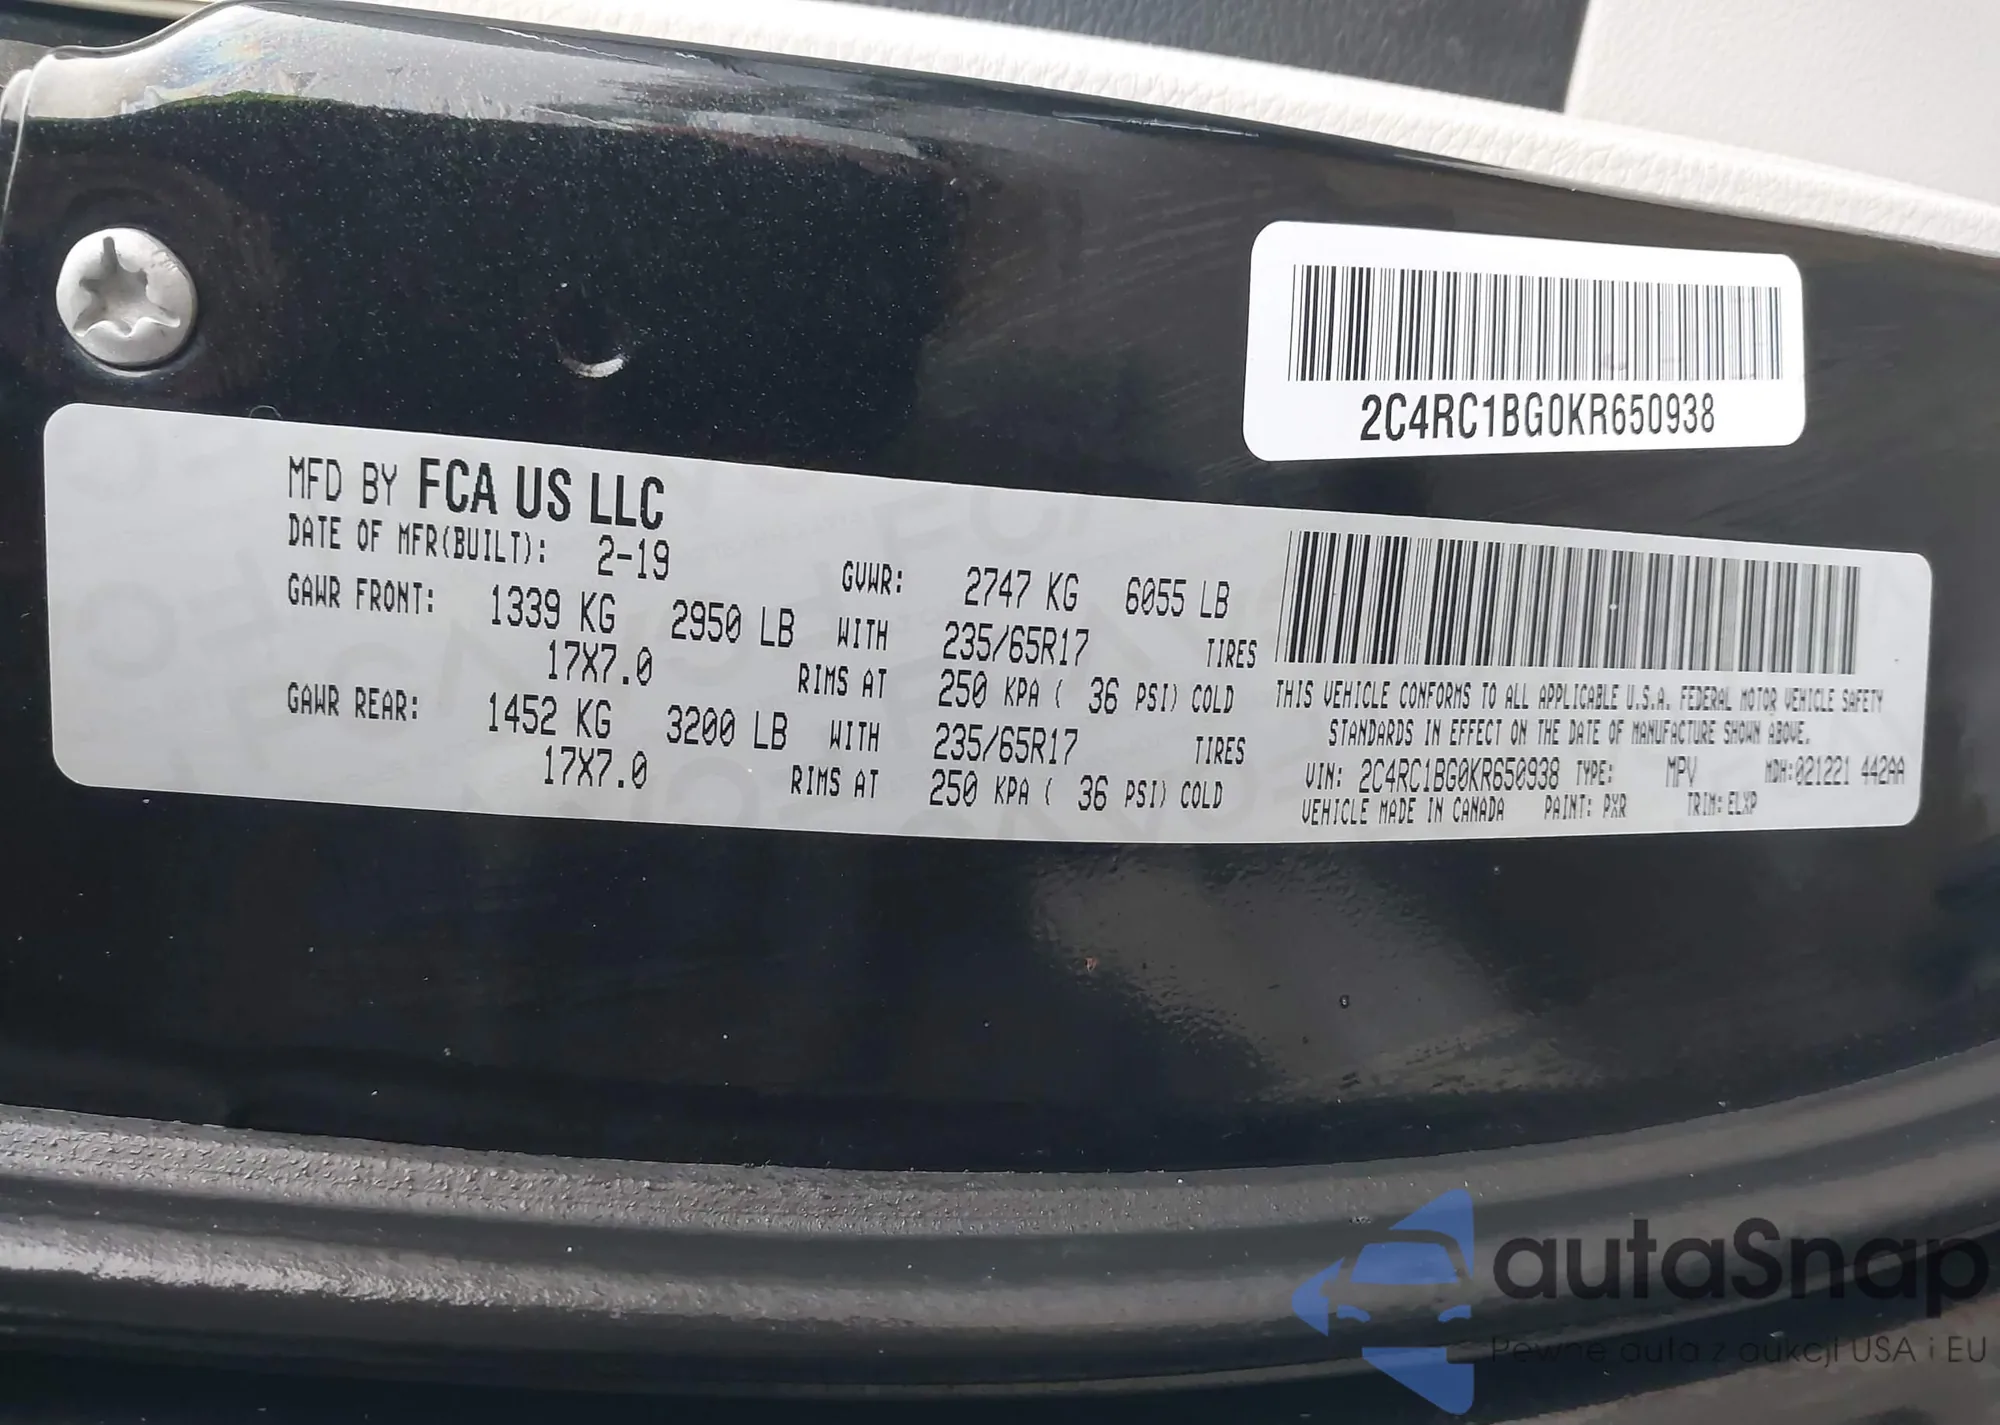 2C4RC1BG0KR650938
MFD BY FCA US LLC
DATE OF MFR(BUILT): 2-19 GVWR: 2747 KG 6055 LB
GAWR FRONT: 1339 KG 2950 LB WITH 235/65R17 TIRES
17X7.0 RIMS AT 250 KPA ( 36 PSI) COLD
GAWR REAR: 1452 KG 3200 LB WITH 235/65R17 TIRES
17X7.0 RIMS AT 250 KPA ( 36 PSI) COLD
THIS VEHICLE CONFORMS TO ALL APPLICABLE U.S.A. FEDERAL MOTOR VEHICLE SAFETY
STANDARDS IN EFFECT ON THE DATE OF MANUFACTURE SHOWN ABOVE.
VIN: 2C4RC1BG0KR650938 TYPE: MPV MDH:021221 442AA
VEHICLE MADE IN CANADA PAINT: PXR TRIM: ELXP
autaSnap
Pewne auta z aukcji USA i EU